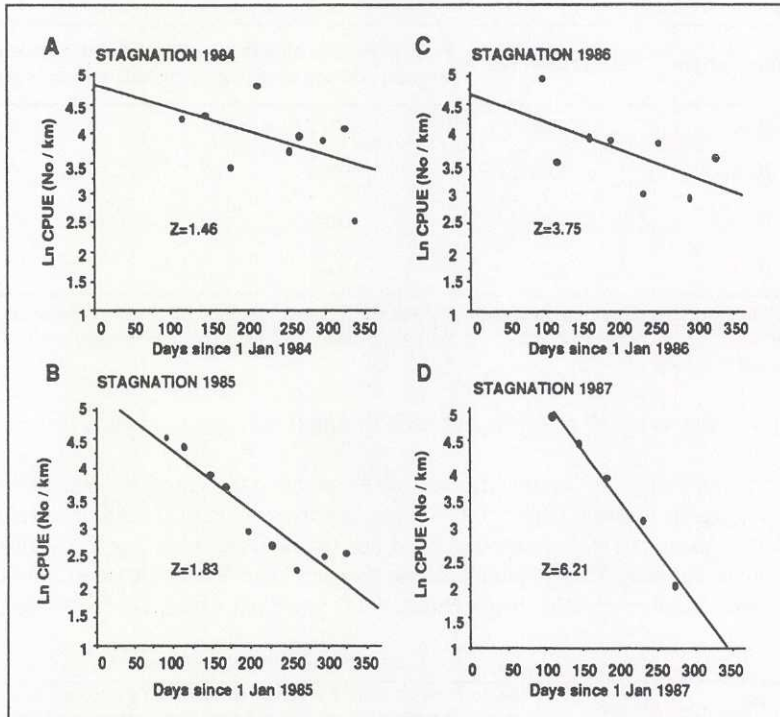 A
STAGNATION 1984
Ln CPUE (No / km)
5
4.5
4
3.5
3
2.5
2
1.5
1
Z=1.46
0 50 100 150 200 250 300 350
Days since 1 Jan 1984
C
STAGNATION 1986
Ln CPUE (No / km)
5
4.5
4
3.5
3
2.5
2
1.5
1
Z=3.75
0 50 100 150 200 250 300 350
Days since 1 Jan 1986
B
STAGNATION 1985
Ln CPUE (No / km)
5
4.5
4
3.5
3
2.5
2
1.5
1
Z=1.83
0 50 100 150 200 250 300 350
Days since 1 Jan 1985
D
STAGNATION 1987
Ln CPUE (No / km)
5
4.5
4
3.5
3
2.5
2
1.5
1
Z=6.21
0 50 100 150 200 250 300 350
Days since 1 Jan 1987